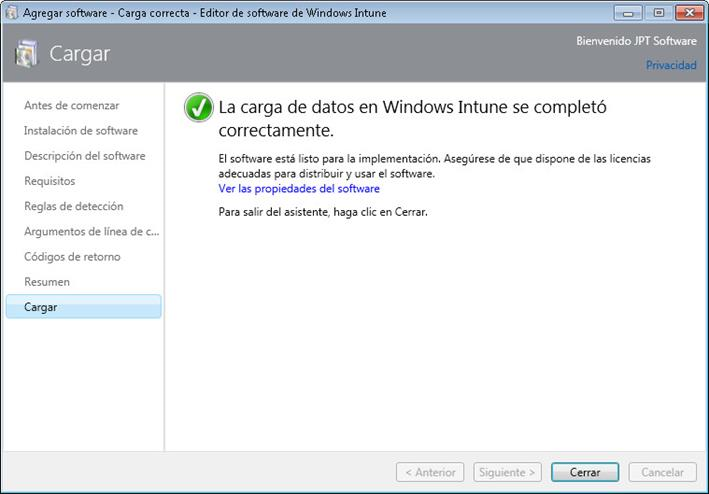 Agregar software - Carga correcta - Editor de software de Windows Intune
Cargar
Bienvenido JPT Software
Privacidad
Antes de comenzar
Instalación de software
Descripción del software
Requisitos
Reglas de detección
Argumentos de línea de c...
Códigos de retorno
Resumen
Cargar
La carga de datos en Windows Intune se completó
correctamente.
El software está listo para la implementación. Asegúrese de que dispone de las licencias
adecuadas para distribuir y usar el software.
Ver las propiedades del software
Para salir del asistente, haga clic en Cerrar.
< Anterior
Siguiente >
Cerrar
Cancelar